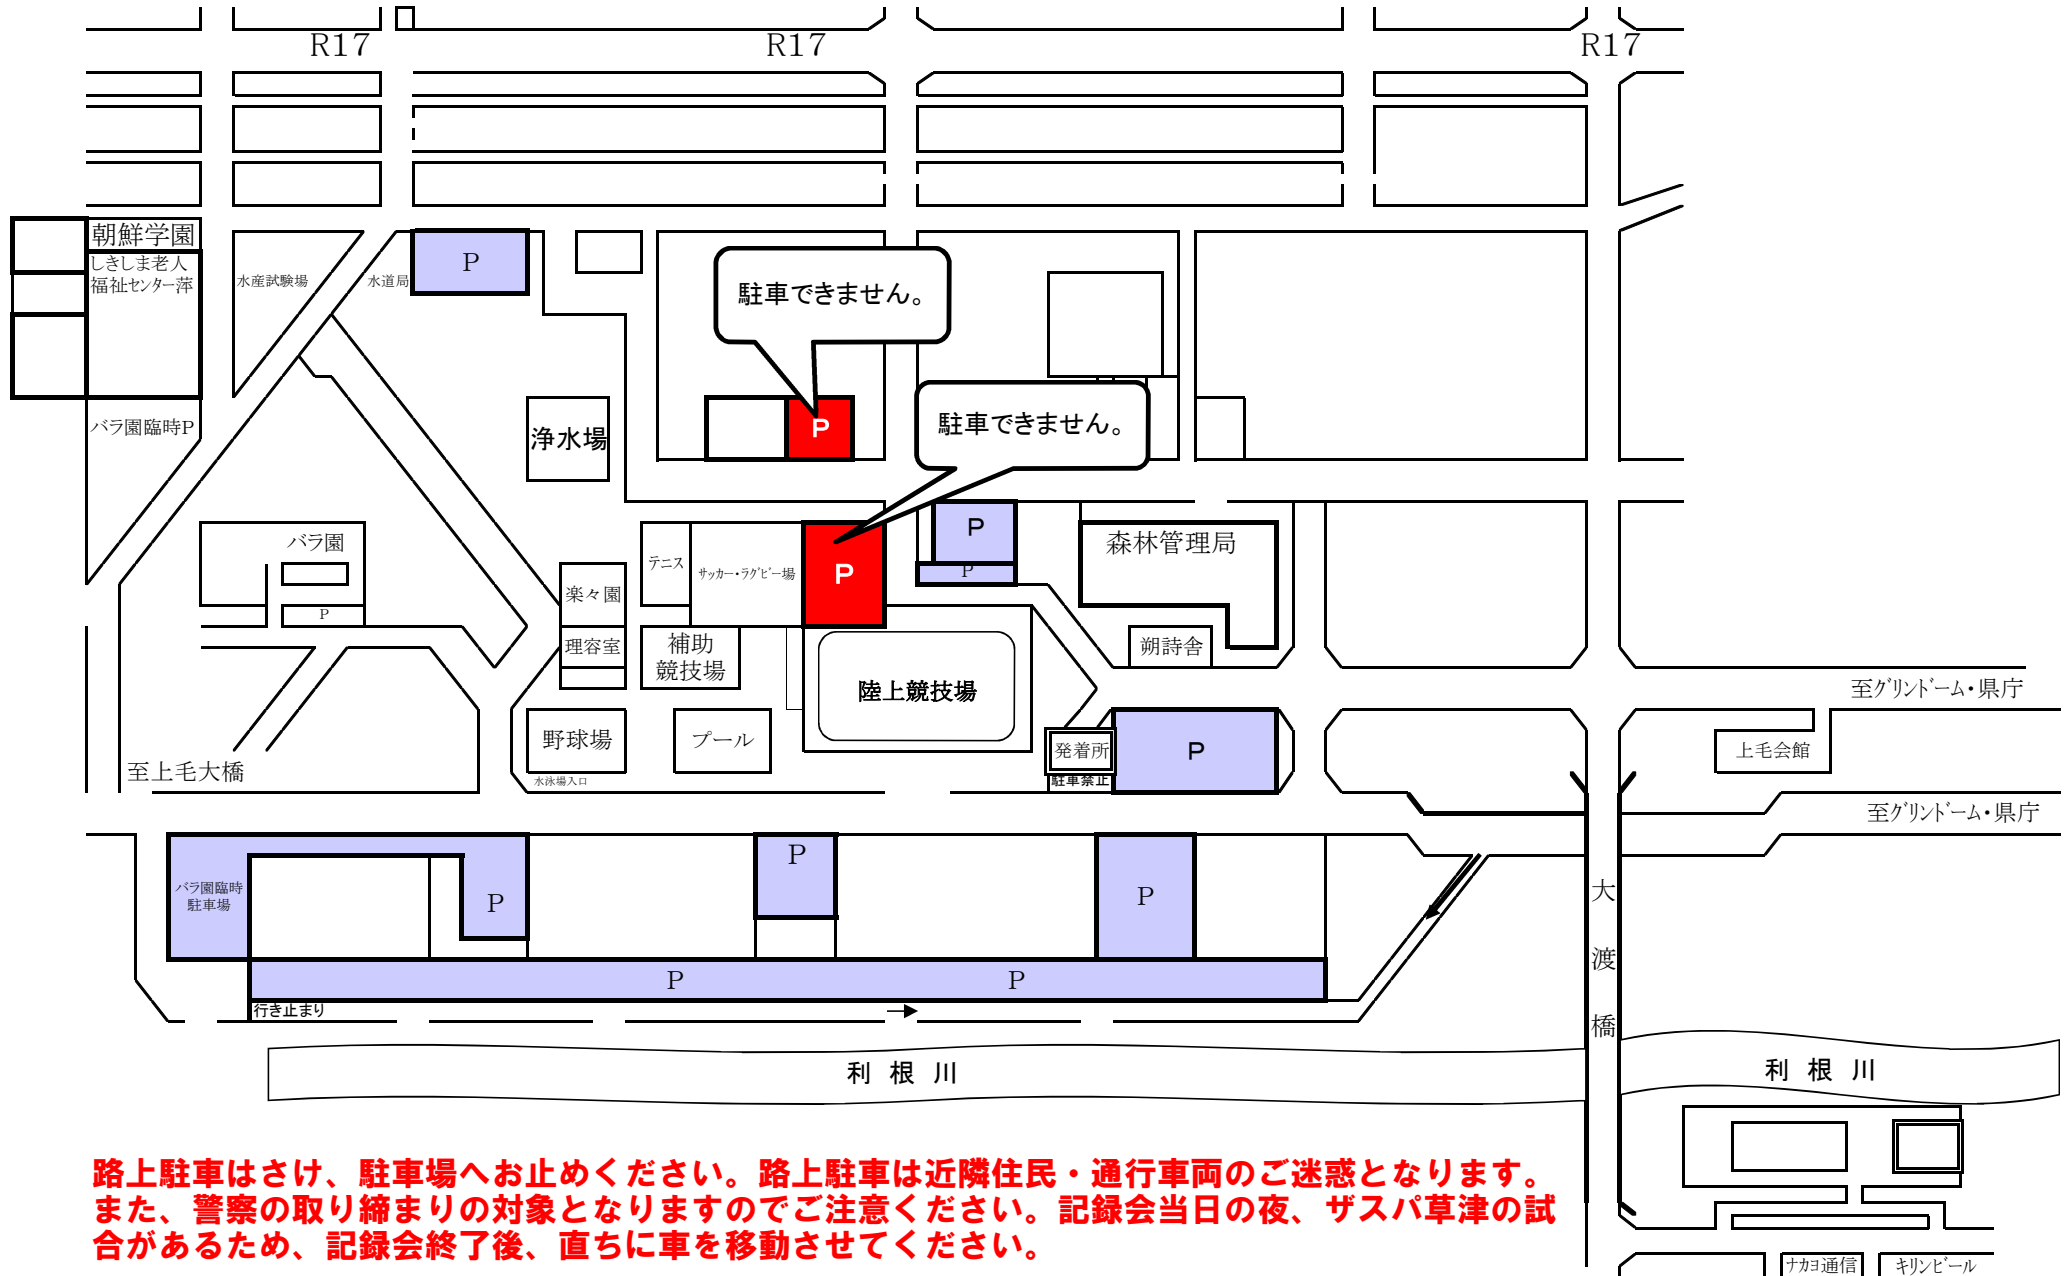 R17
R17
R17
朝鮮学園
しきしま老人
福祉センター萍
水産試験場
水道局
P
駐車できません。
駐車できません。
バラ園臨時P
浄水場
P
P
P
P
バラ園
P
テニス
サッカー・ラグビー場
森林管理局
楽々園
理容室
補助
競技場
朔詩舎
陸上競技場
至グリンドーム・県庁
野球場
プール
水泳場入口
発着所
駐車禁止
P
上毛会館
至上毛大橋
至グリンドーム・県庁
バラ園臨時
駐車場
P
P
P
大
渡
橋
P
P
行き止まり
利 根 川
利 根 川
路上駐車はさけ、駐車場へお止めください。路上駐車は近隣住民・通行車両のご迷惑となります。
また、警察の取り締まりの対象となりますのでご注意ください。記録会当日の夜、ザスパ草津の試
合があるため、記録会終了後、直ちに車を移動させてください。
ナカヨ通信
キリンビール